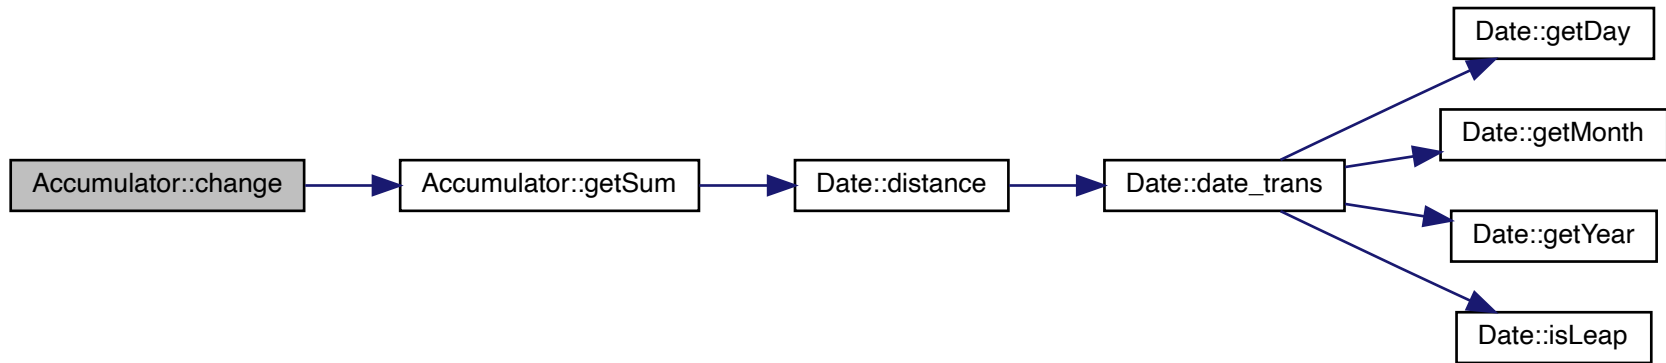 Accumulator::change
Accumulator::getSum
Date::distance
Date::date_trans
Date::getDay
Date::getMonth
Date::getYear
Date::isLeap